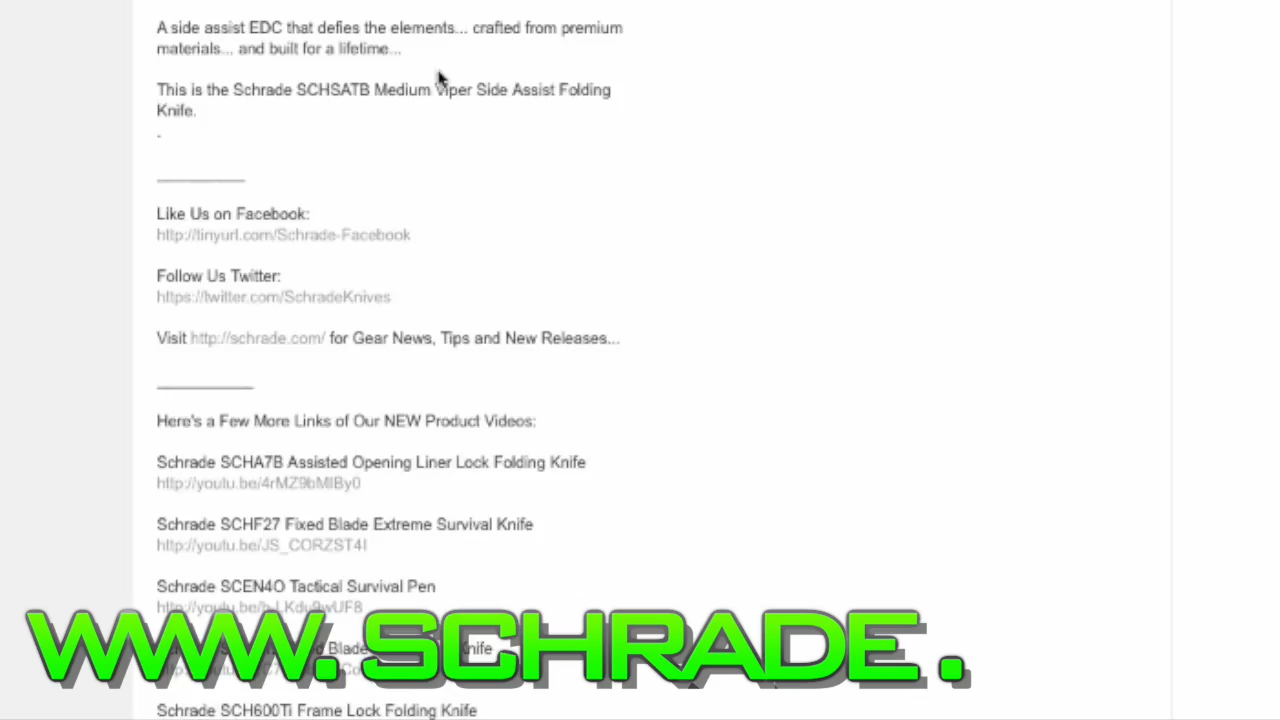 A side assist EDC that defies the elements... crafted from premium
materials... and built for a lifetime...
This is the Schrade SCHSATB Medium Viper Side Assist Folding
Knife.
.
Like Us on Facebook:
http://tinyurl.com/Schrade-Facebook
Follow Us Twitter:
https://twitter.com/SchradeKnives
Visit http://schrade.com/ for Gear News, Tips and New Releases...
Here's a Few More Links of Our NEW Product Videos:
Schrade SCHA7B Assisted Opening Liner Lock Folding Knife
http://youtu.be/4rMZ9bMlBy0
Schrade SCHF27 Fixed Blade Extreme Survival Knife
http://youtu.be/JS_CORZST4I
Schrade SCEN4O Tactical Survival Pen
WWW.SCHRADE.
Blade
Schrade SCH600Ti Frame Lock Folding Knife